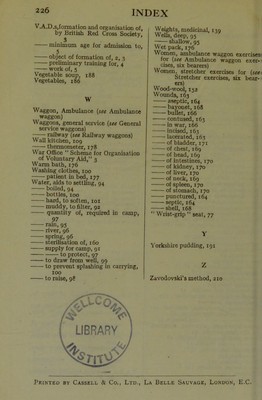 226
INDEX
V.A.D.s, formation and organisation of,
by British Red Cross Society,
3
—— minimum age for admission to,
3
—— object of formation of, 2, 3
—— preliminary training for, 4
—— work of, 5
Vegetable soup, 188
Vegetables, 186
W
Waggon, Ambulance (see Ambulance
waggon)
Waggons, general service (see General
service waggons)
—— railway (see Railway waggons)
Wall kitchen, 109
—— thermometer, 178
War Office "Scheme for Organisation
of Voluntary Aid," 3
Warm bath, 176
Washing clothes, 120
—— patient in bed, 177
Water, aids to settling, 94
—— boiled, 94
—— bottles, 100
—— hard, to soften, 102
—— muddy, to filter, 92
—— quantity of, required in camp,
97
—— rain, 95
—— river, 96
—— spring, 96
—— sterilisation of, 160
—— supply for camp, 91
—— —— to protect, 97
—— to draw from well, 99
—— to prevent splashing in carrying,
100
—— to raise, 98
Weights, medicinal, 139
Wells, deep, 95
—— shallow, 95
Wet pack, 176
Women, ambulance waggon exercises
for (see Ambulance waggon exer-
cises, six bearers)
Women, stretcher exercises for (see
Stretcher exercises, six bear-
ers)
Wood-wool, 152
Wounds, 163
—— aseptic, 164
—— bayonet, 168
—— bullet, 166
—— contused, 163
—— in war, 166
—— incised, 163
—— lacerated, 163
—— of bladder, 171
—— of chest, 169
—— of head, 169
—— of intestines, 170
—— of kidney, 170
—— of liver, 170
—— of neck, 169
—— of spleen, 170
—— of stomach, 170
—— punctured, 164
—— septic, 164
—— shell, 168
"Wrist-grip" seat, 77
Y
Yorkshire pudding, 191
Z
Zavodovski's method, 210
WELLCOME
LIBRARY
PRINTED BY CASSELL & CO., LTD., LA BELLE SAUVAGE, LONDON, E.C.